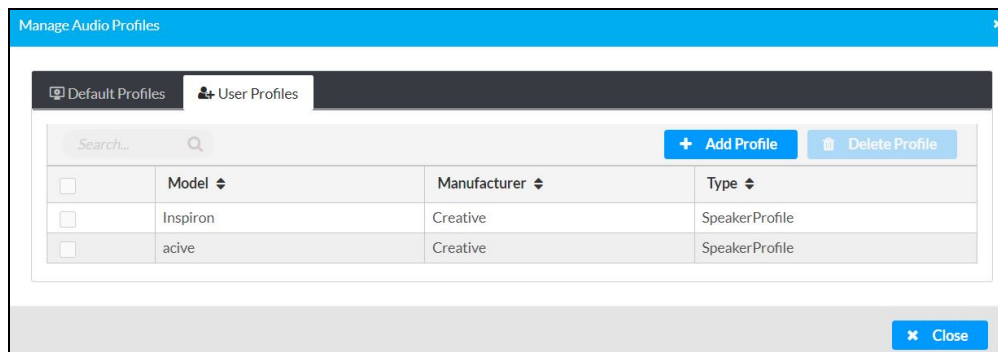 Manage Audio Profiles
Default Profiles User Profiles
Search... + Add Profile Delete Profile
Model Manufacturer Type
Inspiron Creative SpeakerProfile
acive Creative SpeakerProfile
Close